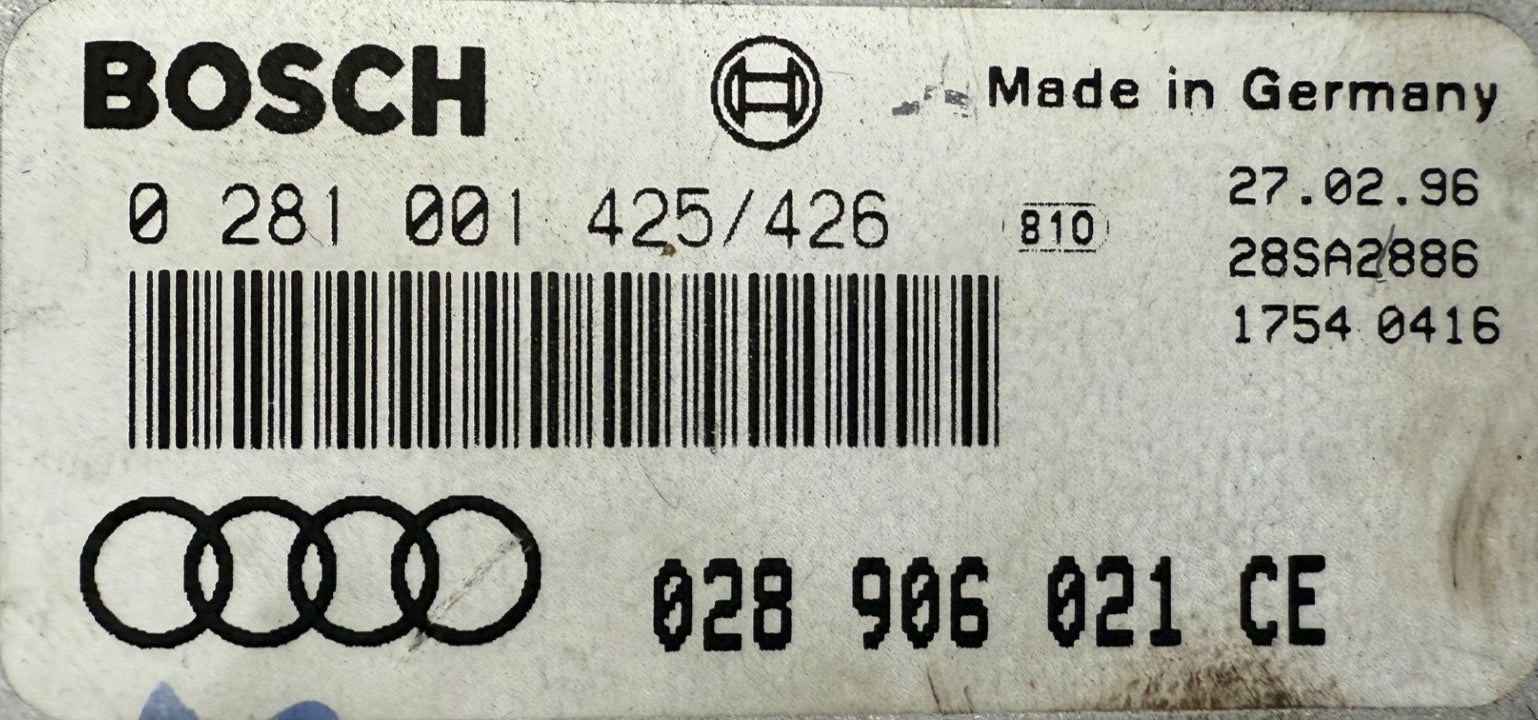 BOSCH
Made in Germany
0 281 001 425/426
810
27.02.96
28SA2886
1754 0416
028 906 021 CE